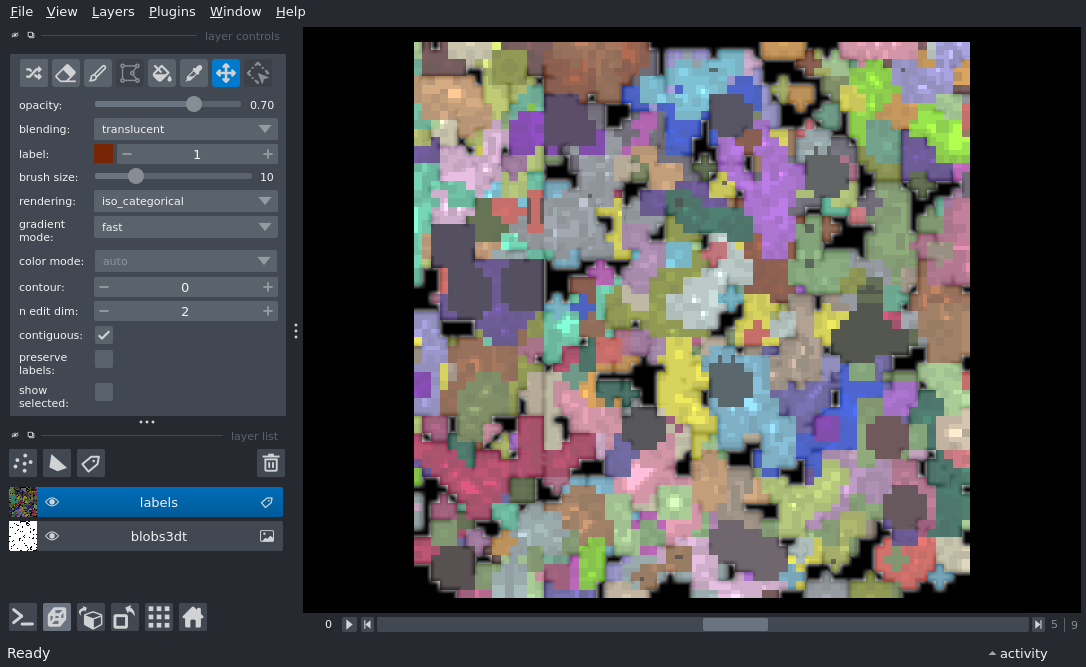 File View Layers Plugins Window Help
layer controls
opacity: 0.70
blending: translucent
label: 1
brush size: 10
rendering: iso_categorical
gradient
mode: fast
color mode: auto
contour: 0
n edit dim: 2
contiguous:
preserve
labels:
show
selected:
layer list
labels
blobs3dt
0 5 | 9
Ready activity